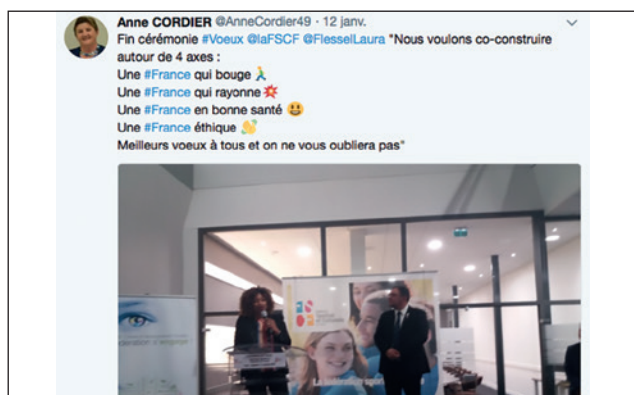 Anne CORDIER @AnneCordier49 · 12 janv.
Fin cérémonie #Voeux @laFSCF @FlesselLaura "Nous voulons co-construire
autour de 4 axes :
Une #France qui bouge 🏃‍♂️
Une #France qui rayonne 💥
Une #France en bonne santé 😃
Une #France éthique 👏
Meilleurs voeux à tous et on ne vous oubliera pas"